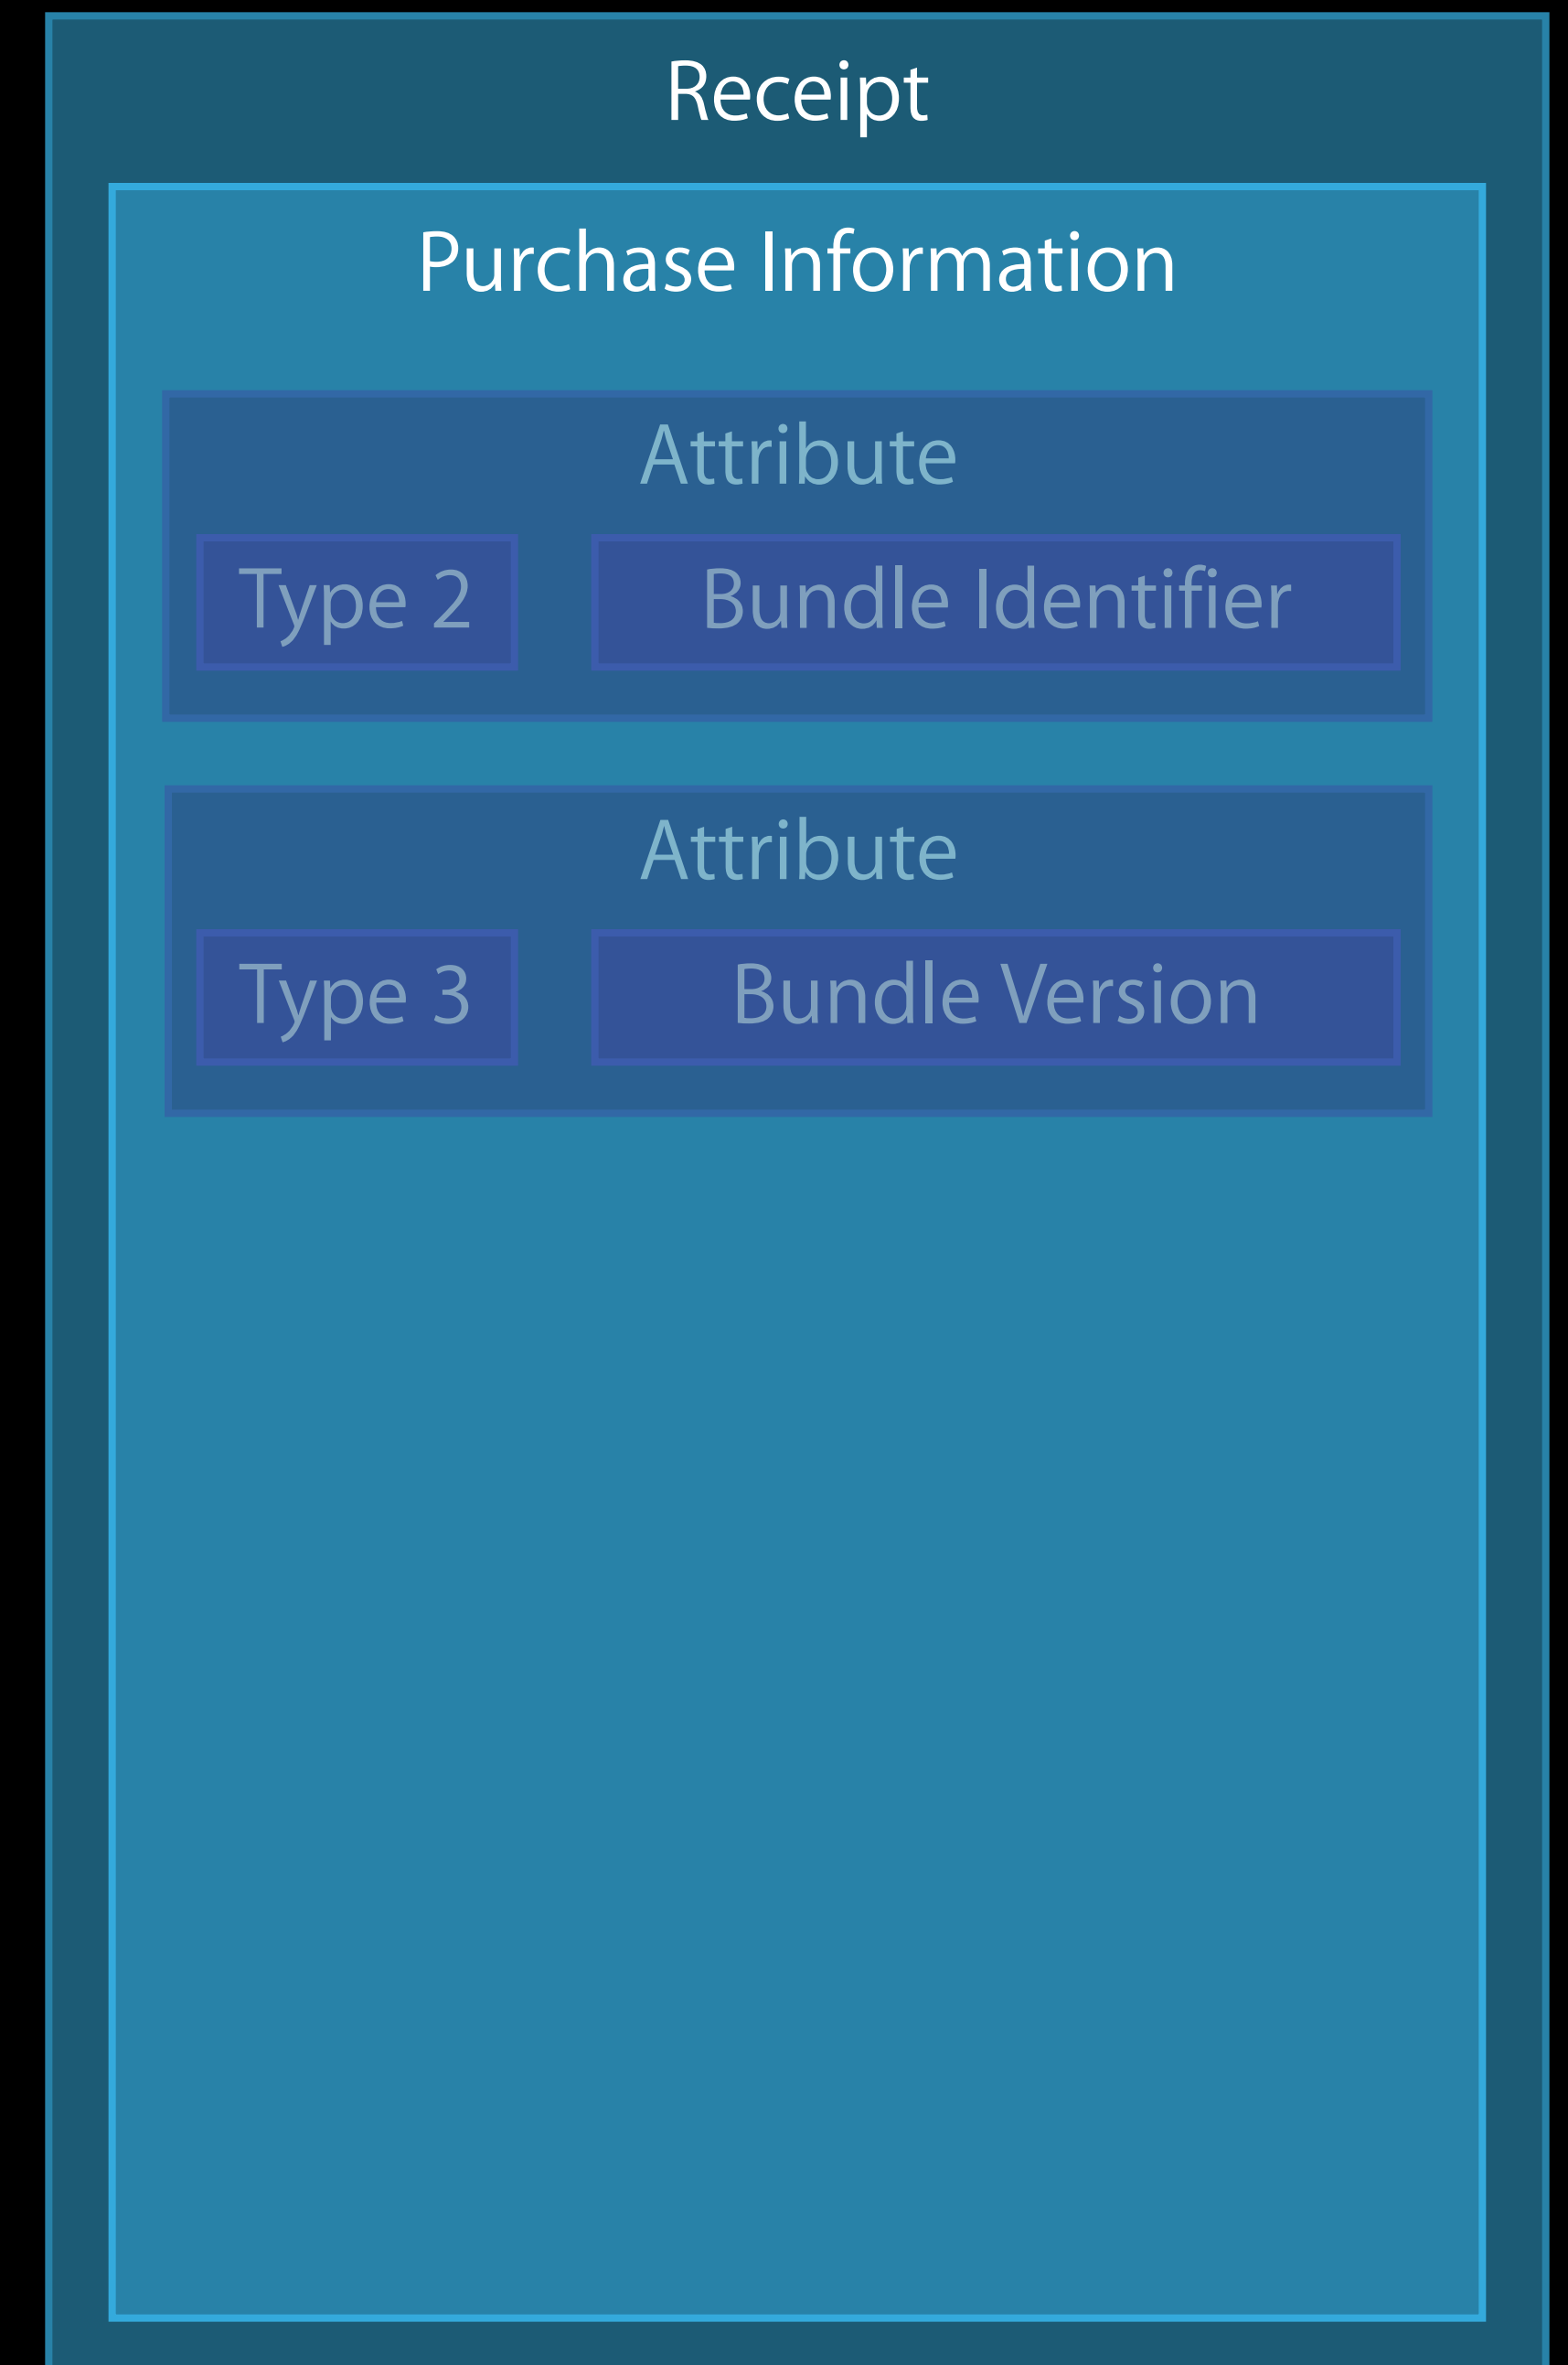 Receipt
Purchase Information
Attribute
Type 2 Bundle Identifier
Attribute
Type 3 Bundle Version